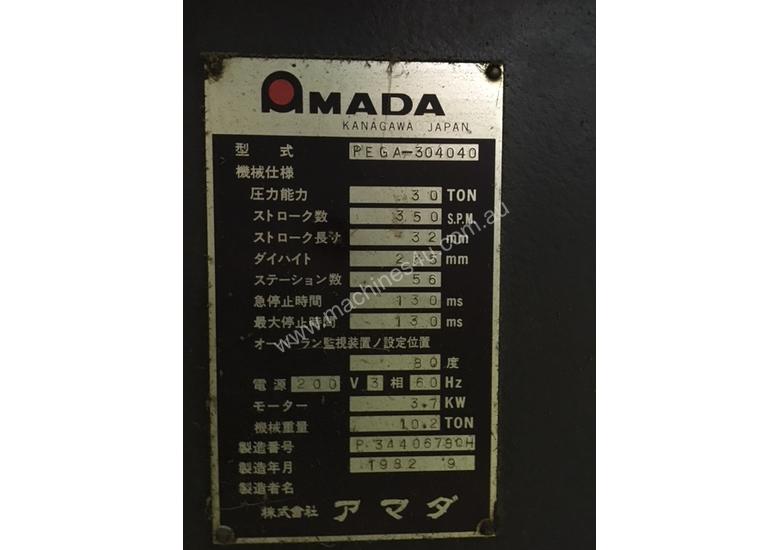 AMADA
KANAGAWA JAPAN
型式 PEGA-304040
機械仕様
圧力能力 30 TON
ストローク数 350 S.P.M.
ストローク長寸 32 mm
ダイハイト mm
ステーション数 56
急停止時間 130 ms
最大停止時間 130 ms
オーバーラン監視装置ノ設定位置
80 度
電源 200 V 3 相 60 Hz
モーター 3.7 KW
機械重量 10.2 TON
製造番号
製造年月 1982 9
製造者名
株式會社 アマダ
www.machines4u.com.au